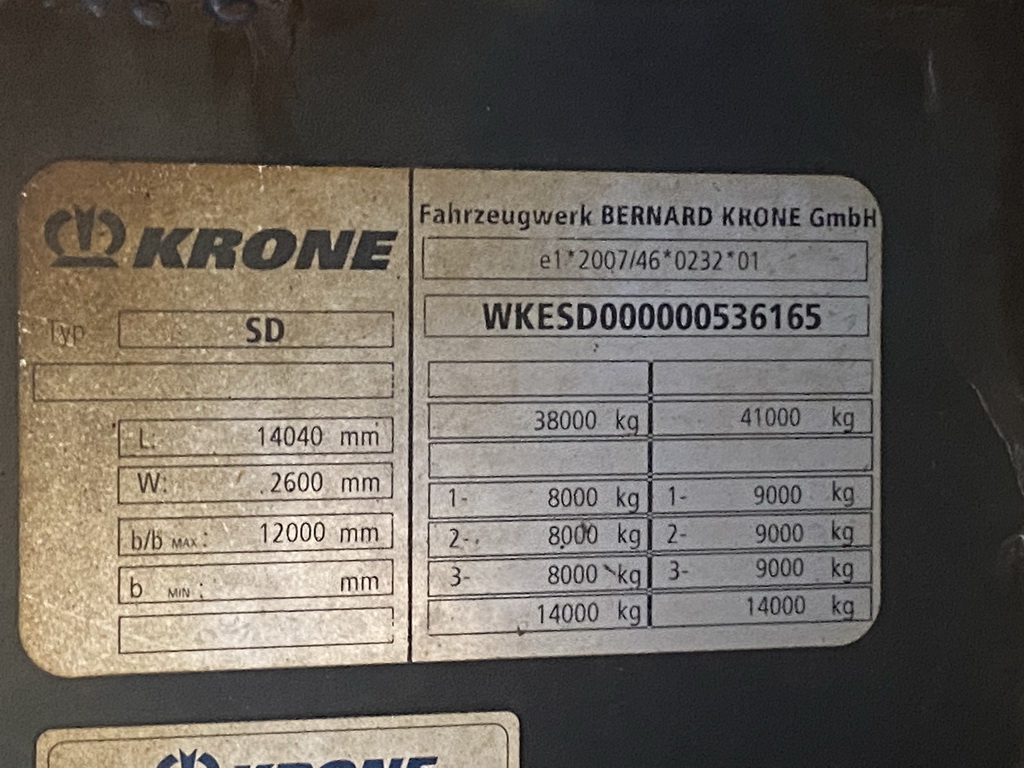 KRONE
Typ SD
L: 14040 mm
W: 2600 mm
b/b MAX: 12000 mm
b MIN: mm
Fahrzeugwerk BERNARD KRONE GmbH
e1*2007/46*0232*01
WKESD000000536165
38000 kg 41000 kg
1- 8000 kg 1- 9000 kg
2- 8000 kg 2- 9000 kg
3- 8000 kg 3- 9000 kg
14000 kg 14000 kg
KRONE